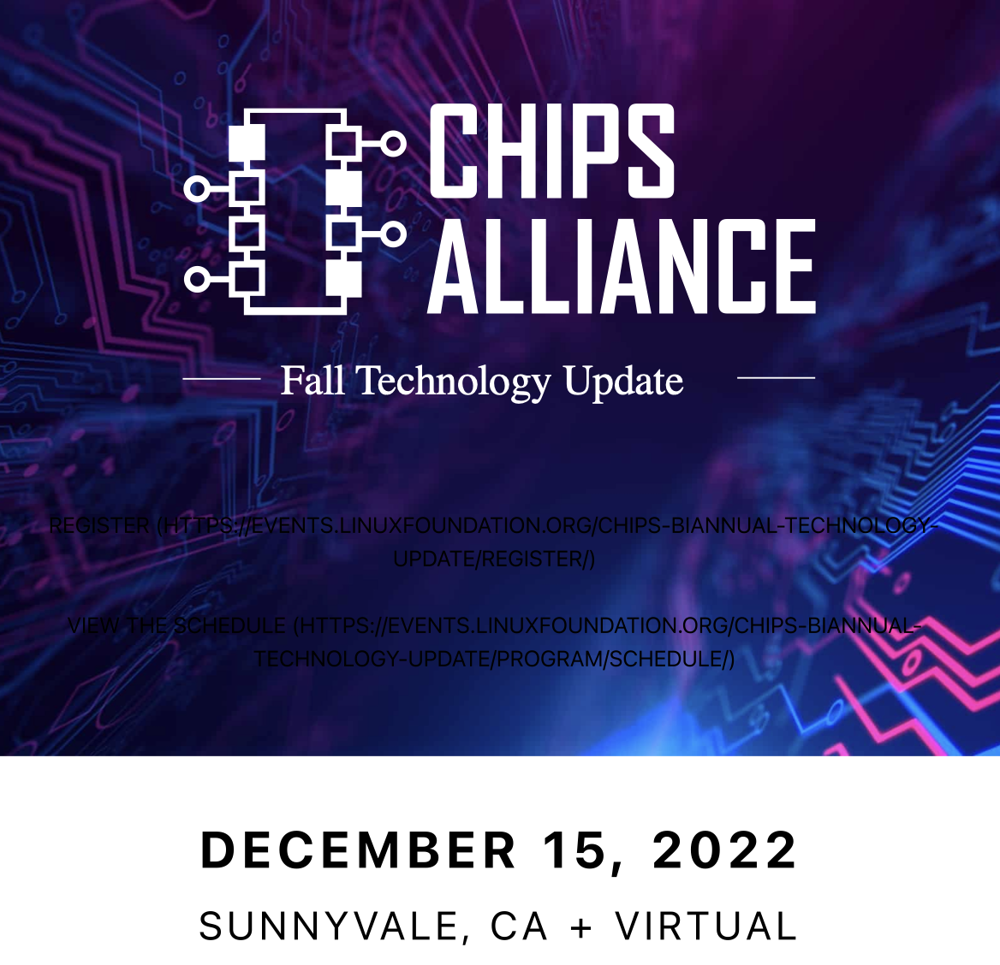 CHIPS
ALLIANCE
Fall Technology Update
REGISTER (HTTPS://EVENTS.LINUXFOUNDATION.ORG/CHIPS-BIANNUAL-TECHNOLOGY-
UPDATE/REGISTER/)
VIEW THE SCHEDULE (HTTPS://EVENTS.LINUXFOUNDATION.ORG/CHIPS-BIANNUAL-
TECHNOLOGY-UPDATE/PROGRAM/SCHEDULE/)
DECEMBER 15, 2022
SUNNYVALE, CA + VIRTUAL